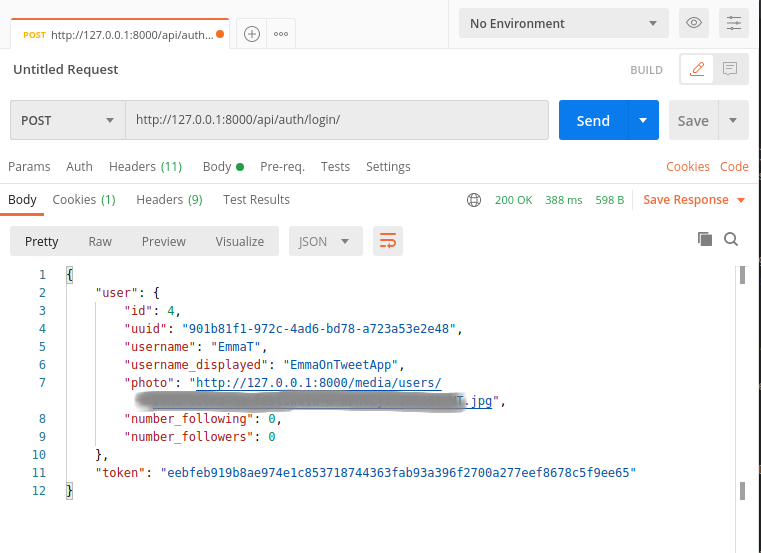 POST http://127.0.0.1:8000/api/auth...
No Environment
Untitled Request
BUILD
POST
http://127.0.0.1:8000/api/auth/login/
Send
Save
Params Auth Headers (11) Body Pre-req. Tests Settings
Cookies Code
Body Cookies (1) Headers (9) Test Results
200 OK 388 ms 598 B Save Response
Pretty Raw Preview Visualize JSON
1 {
2 "user": {
3 "id": 4,
4 "uuid": "901b81f1-972c-4ad6-bd78-a723a53e2e48",
5 "username": "EmmaT",
6 "username_displayed": "EmmaOnTweetApp",
7 "photo": "http://127.0.0.1:8000/media/users/
.jpg",
8 "number_following": 0,
9 "number_followers": 0
10 },
11 "token": "eebfeb919b8ae974e1c853718744363fab93a396f2700a277eef8678c5f9ee65"
12 }